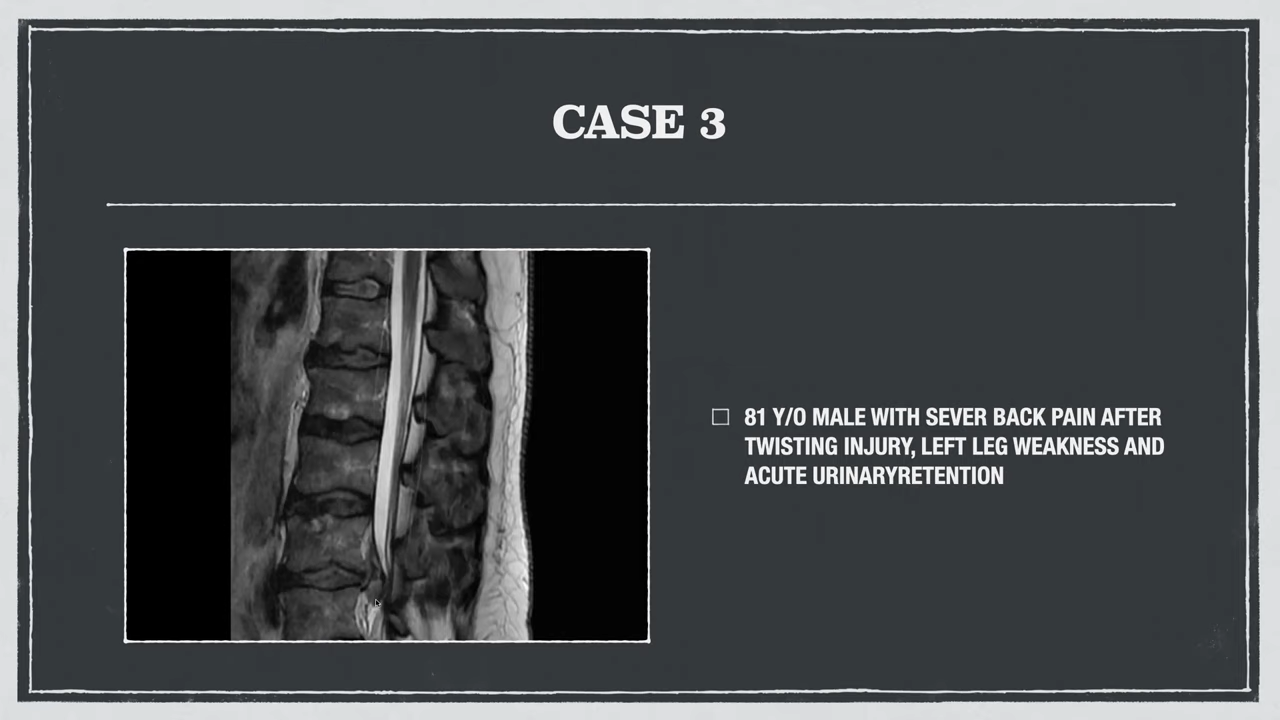 CASE 3
81 Y/O MALE WITH SEVER BACK PAIN AFTER
TWISTING INJURY, LEFT LEG WEAKNESS AND
ACUTE URINARYRETENTION